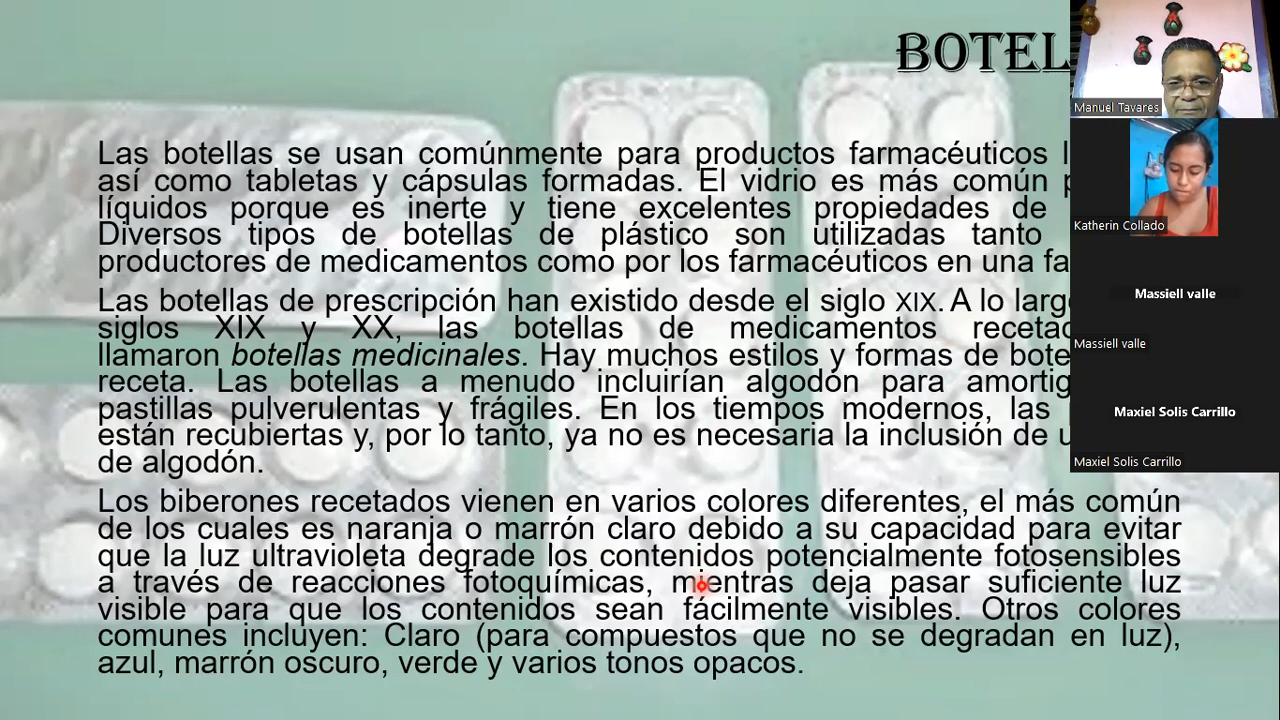 BOTEL
Las botellas se usan comúnmente para productos farmacéuticos
así como tabletas y cápsulas formadas. El vidrio es más común
líquidos porque es inerte y tiene excelentes propiedades de
Diversos tipos de botellas de plástico son utilizadas tanto
productores de medicamentos como por los farmacéuticos en una
Las botellas de prescripción han existido desde el siglo XIX. A lo
siglos XIX y XX, las botellas de medicamentos
llamaron botellas medicinales. Hay muchos estilos y formas de
receta. Las botellas a menudo incluirían algodón para
pastillas pulverulentas y frágiles. En los tiempos modernos, las
están recubiertas y, por lo tanto, ya no es necesaria la inclusión de
de algodón.
Los biberones recetados vienen en varios colores diferentes, el más común
de los cuales es naranja o marrón claro debido a su capacidad para evitar
que la luz ultravioleta degrade los contenidos potencialmente fotosensibles
a través de reacciones fotoquímicas, mientras deja pasar suficiente luz
visible para que los contenidos sean fácilmente visibles. Otros colores
comunes incluyen: Claro (para compuestos que no se degradan en luz),
azul, marrón oscuro, verde y varios tonos opacos.
Manuel Tavares
Katherin Collado
Massiell valle
Massiell valle
Maxiel Solis Carrillo
Maxiel Solis Carrillo